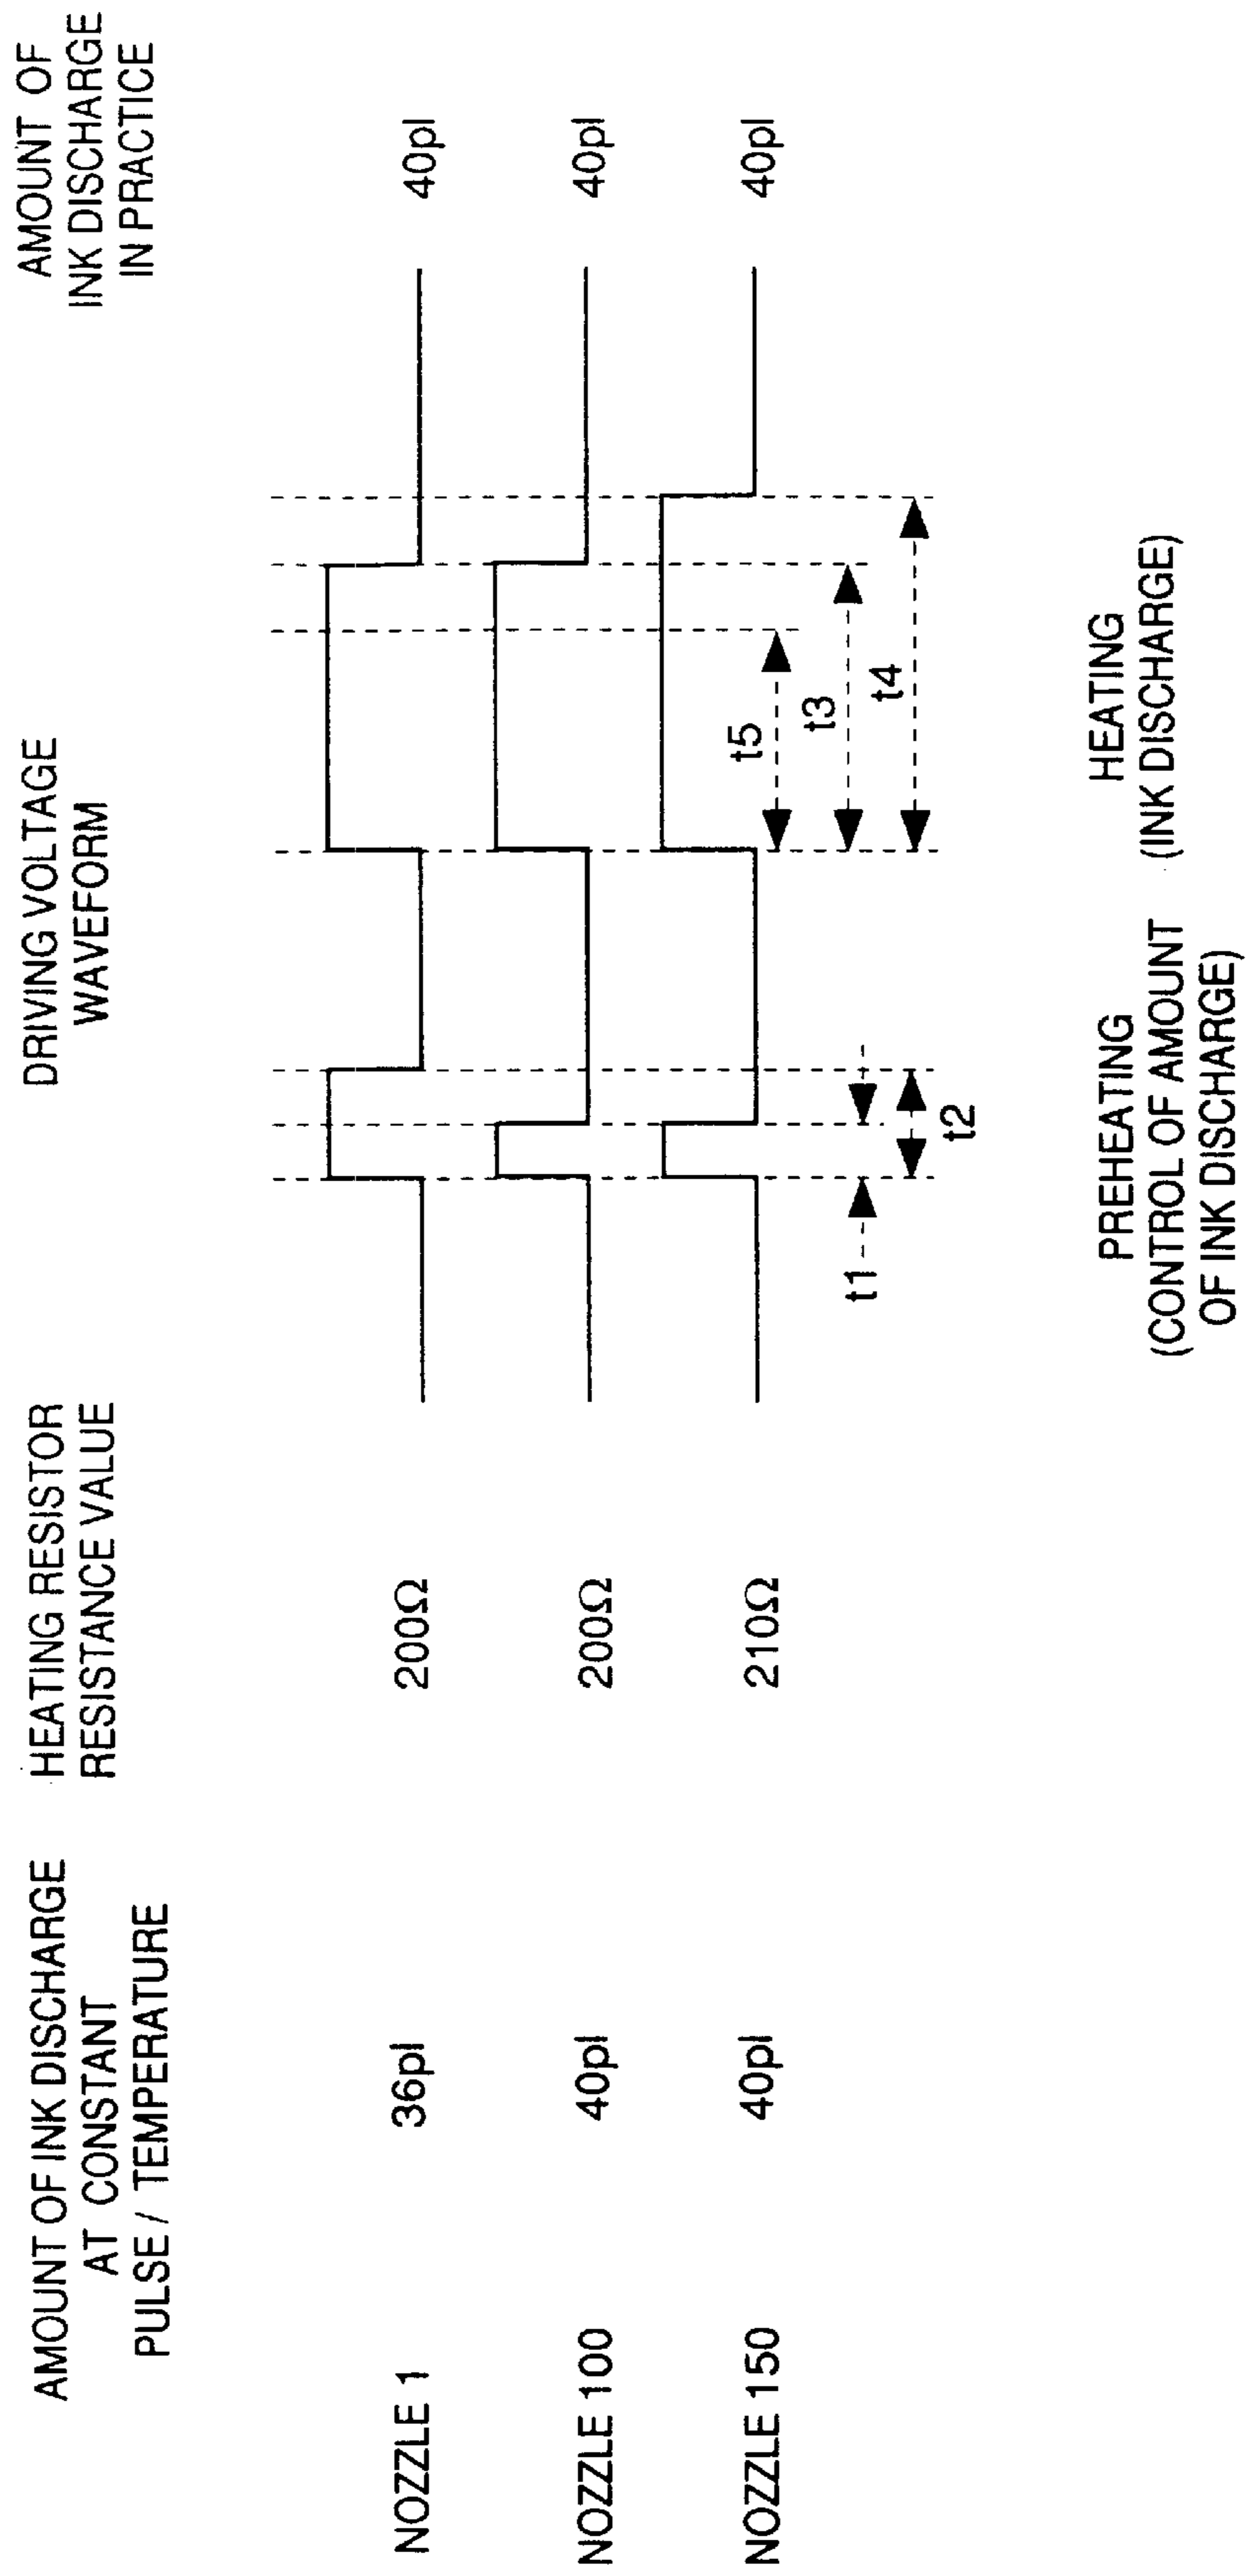 AMOUNT OF INK DISCHARGE
AT CONSTANT
PULSE / TEMPERATURE
HEATING RESISTOR
RESISTANCE VALUE
DRIVING VOLTAGE
WAVEFORM
AMOUNT OF
INK DISCHARGE
IN PRACTICE
NOZZLE 1 36pl 200Ω 40pl
NOZZLE 100 40pl 200Ω 40pl
NOZZLE 150 40pl 210Ω 40pl
t5
t3
t4
t1
t2
PREHEATING
(CONTROL OF AMOUNT
OF INK DISCHARGE)
HEATING
(INK DISCHARGE)